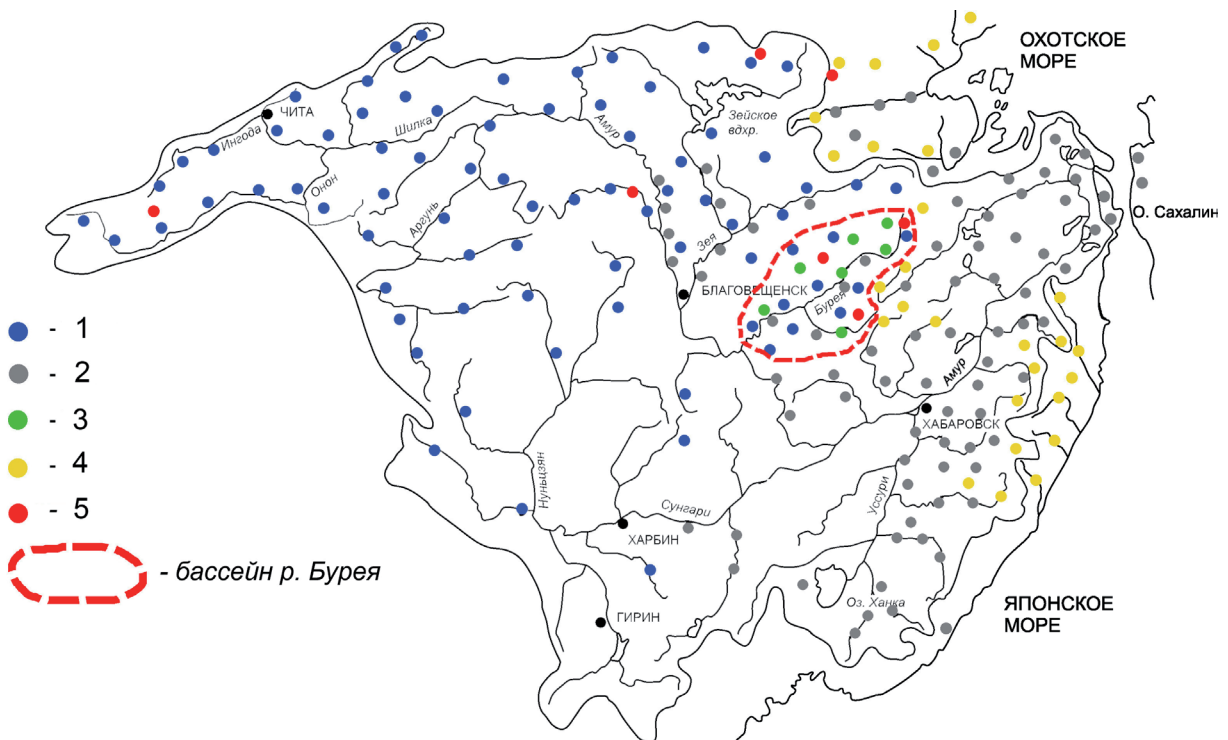 ОХОТСКОЕ
МОРЕ
ЧИТА
Ингода
Шилка
Амур
Зейское
вдхр.
Онон
Аргунь
Зея
О. Сахалин
БЛАГОВЕЩЕНСК
Бурея
- 1
- 2
- 3
- 4
- 5
- бассейн р. Бурея
Амур
ХАБАРОВСК
Нуньцзян
Сунгари
Уссури
ХАРБИН
Оз. Ханка
ГИРИН
ЯПОНСКОЕ
МОРЕ